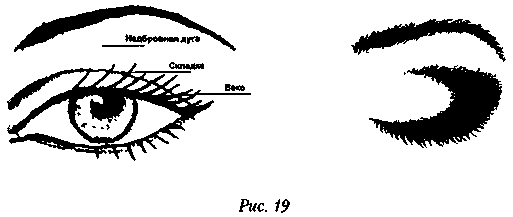 Надбровная дуга
Складка
Веко
Рис. 19